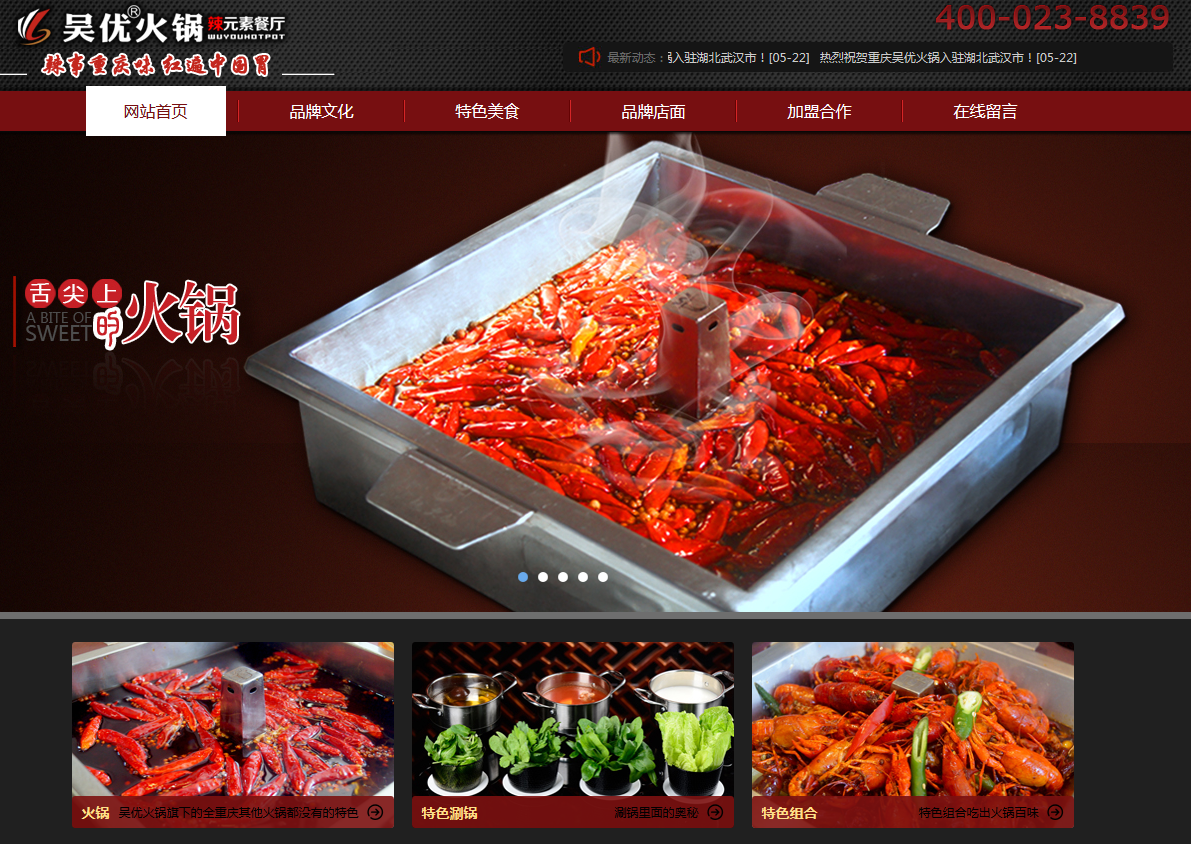 吴优火锅® 辣元素餐厅
WUYOUHOTPOT
辣事重庆味 红遍中国冒
400-023-8839
最新动态：
入驻湖北武汉市！[05-22] 热烈祝贺重庆吴优火锅入驻湖北武汉市！[05-22]
网站首页 品牌文化 特色美食 品牌店面 加盟合作 在线留言
舌尖上的火锅
A BITE OF
SWEET
火锅 吴优火锅旗下的全重庆其他火锅都没有的特色
特色涮锅 涮锅里面的奥秘
特色组合 特色组合吃出火锅百味